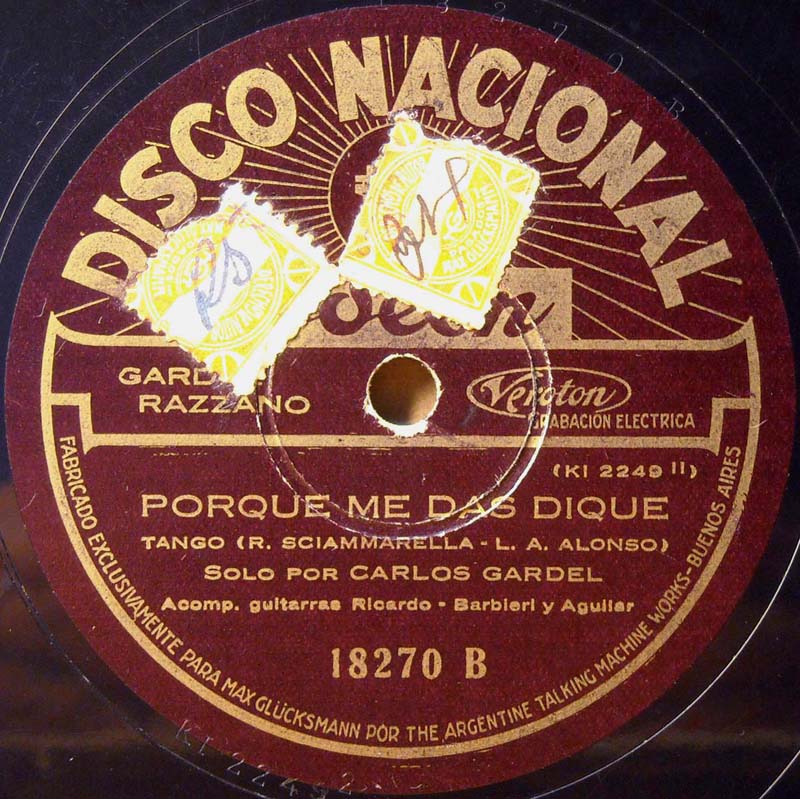 DISCO NACIONAL
RAZZANO
Veroton
GRABACION ELECTRICA
(KI 2249 II)
PORQUE ME DAS DIQUE
TANGO (R. SCIAMMARELLA - L. A. ALONSO)
SOLO POR CARLOS GARDEL
Acomp. guitarras Ricardo - Barbieri y Aguilar
18270 B
FABRICADO EXCLUSIVAMENTE PARA MAX GLÜCKSMANN POR THE ARGENTINE TALKING MACHINE WORKS-BUENOS AIRES